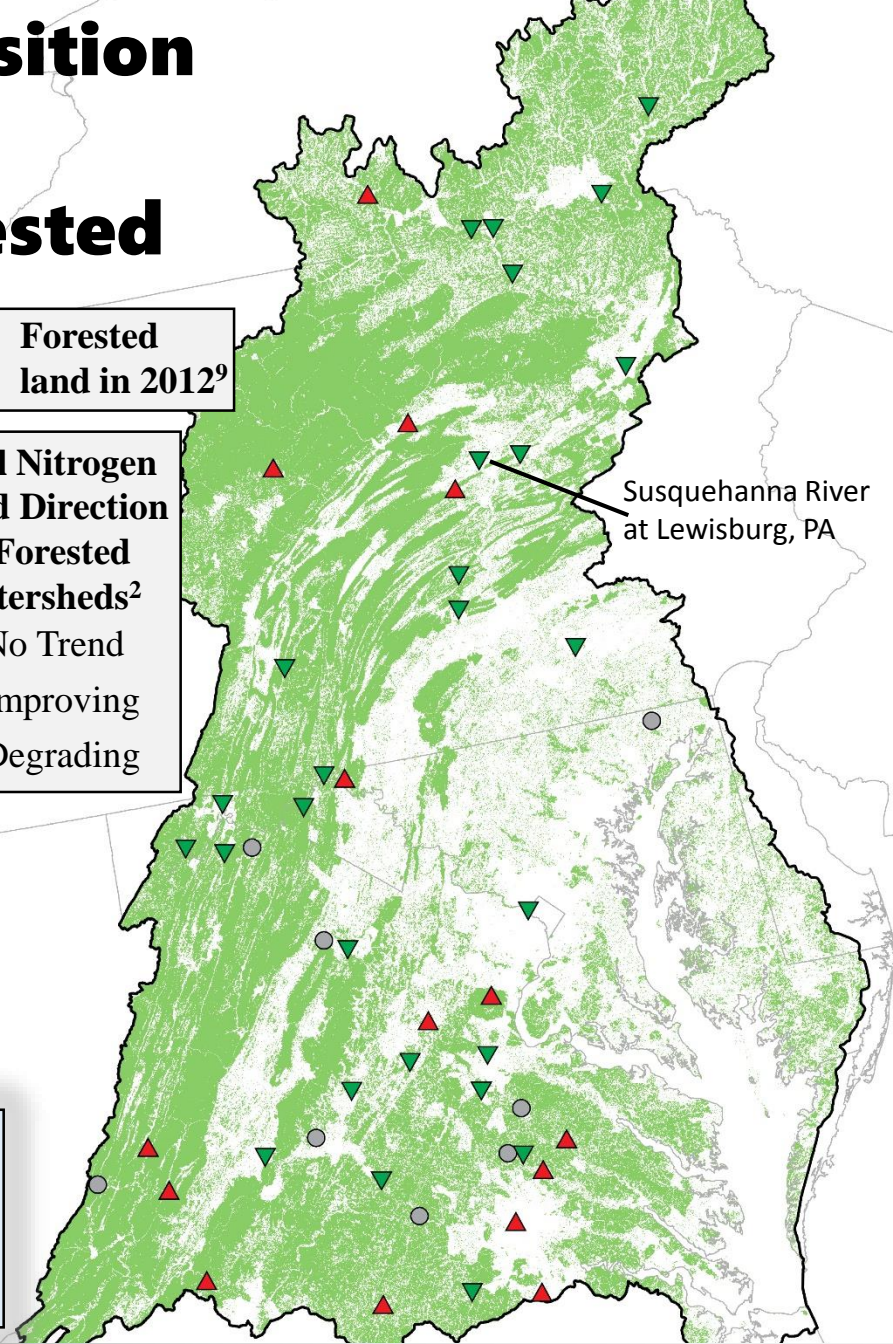 sition
ested
Forested
land in 2012⁹
l Nitrogen
d Direction
Forested
tersheds²
No Trend
mproving
Degrading
Susquehanna River
at Lewisburg, PA